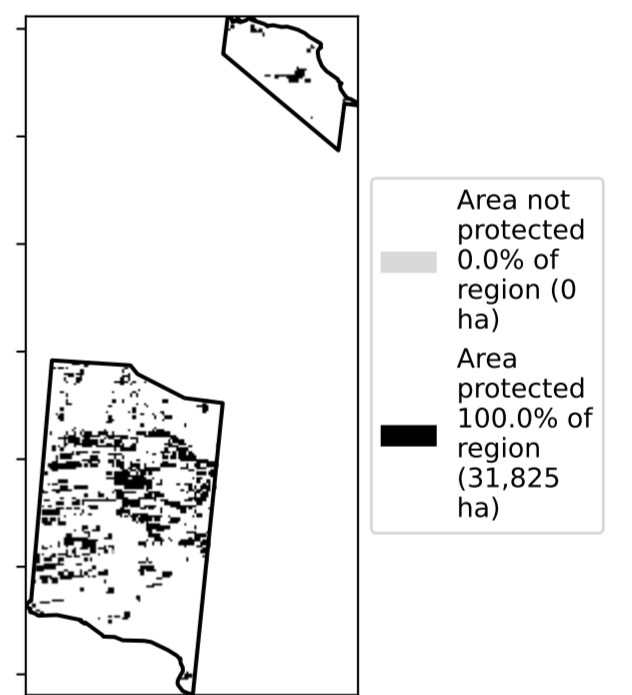 Area not
protected
0.0% of
region (0
ha)
Area
protected
100.0% of
region
(31,825
ha)